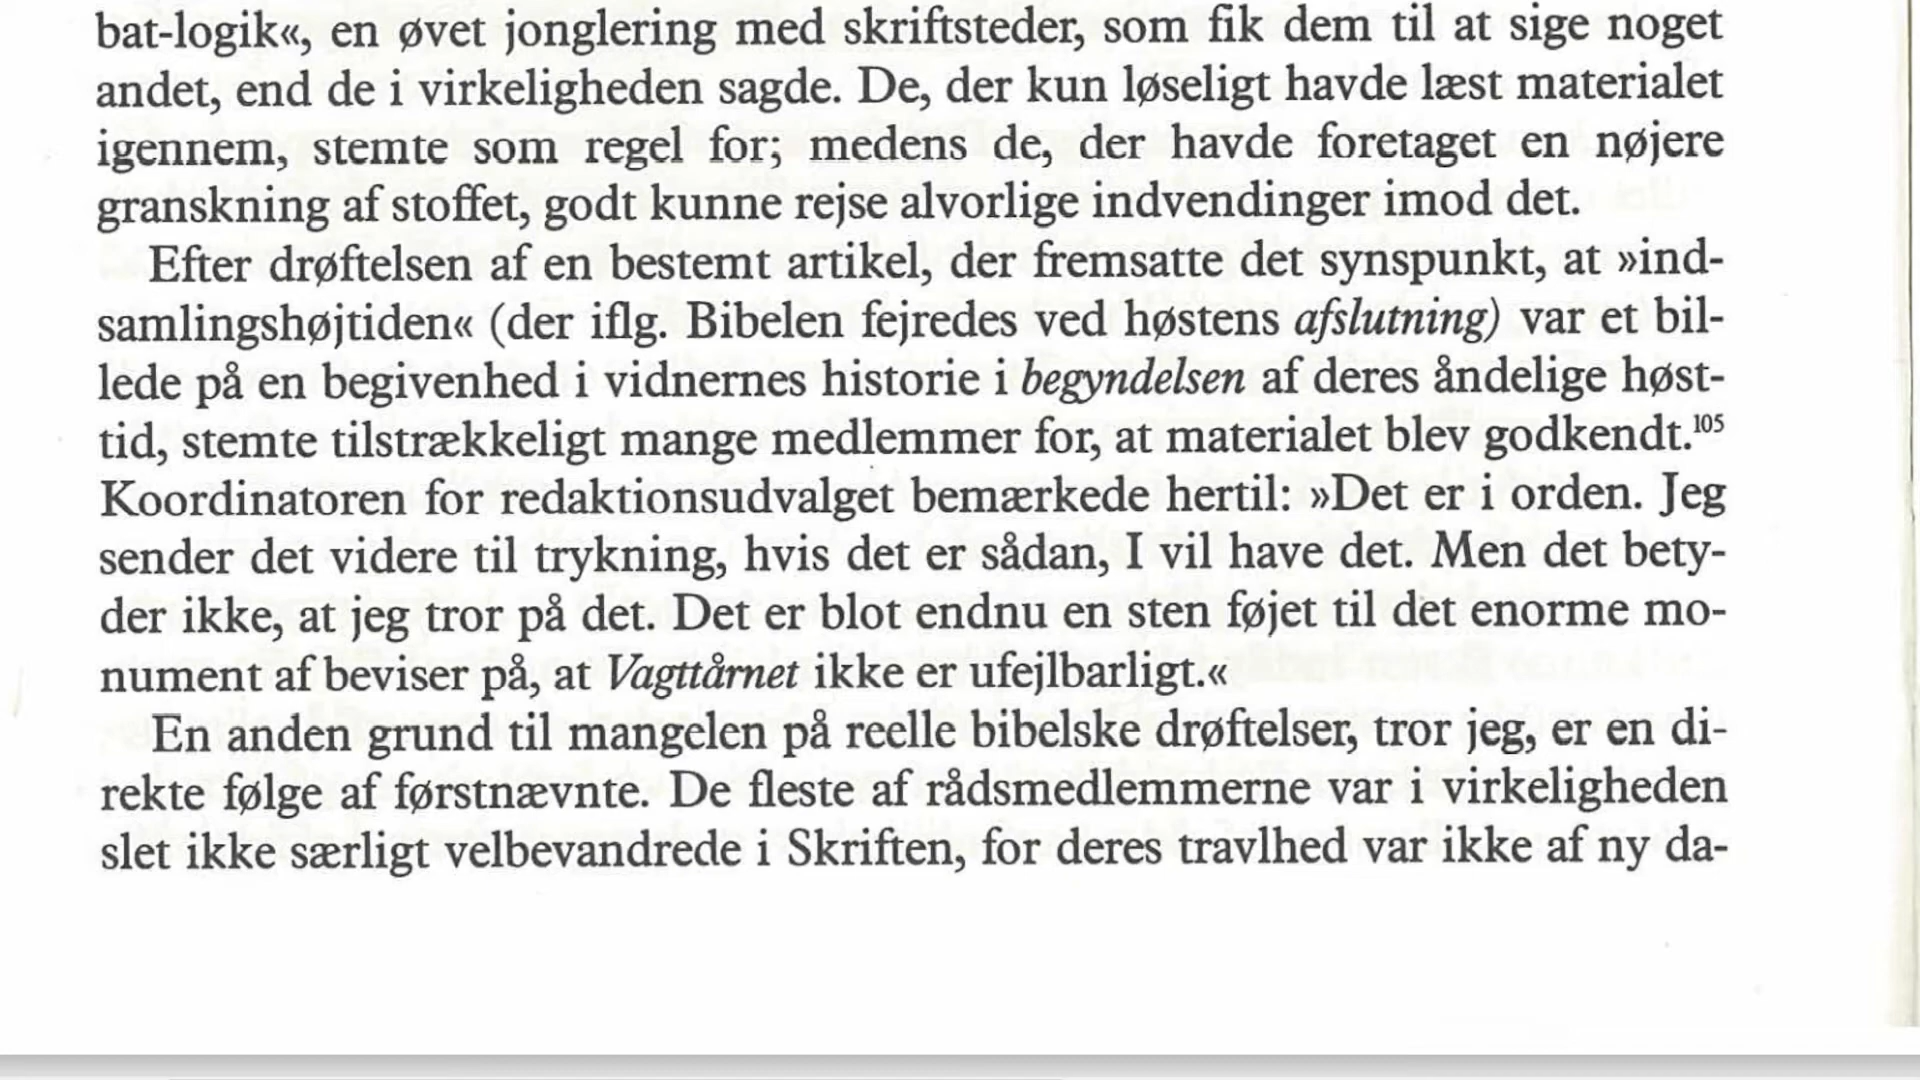 bat-logik«, en øvet jonglering med skriftsteder, som fik dem til at sige noget
andet, end de i virkeligheden sagde. De, der kun løseligt havde læst materialet
igennem, stemte som regel for; medens de, der havde foretaget en nøjere
granskning af stoffet, godt kunne rejse alvorlige indvendinger imod det.
Efter drøftelsen af en bestemt artikel, der fremsatte det synspunkt, at »ind-
samlingshøjtiden« (der iflg. Bibelen fejredes ved høstens afslutning) var et bil-
lede på en begivenhed i vidnernes historie i begyndelsen af deres åndelige høst-
tid, stemte tilstrækkeligt mange medlemmer for, at materialet blev godkendt.105
Koordinatoren for redaktionsudvalget bemærkede hertil: »Det er i orden. Jeg
sender det videre til trykning, hvis det er sådan, I vil have det. Men det bety-
der ikke, at jeg tror på det. Det er blot endnu en sten føjet til det enorme mo-
nument af beviser på, at Vagttårnet ikke er ufejlbarligt.«
En anden grund til mangelen på reelle bibelske drøftelser, tror jeg, er en di-
rekte følge af førstnævnte. De fleste af rådsmedlemmerne var i virkeligheden
slet ikke særligt velbevandrede i Skriften, for deres travlhed var ikke af ny da-